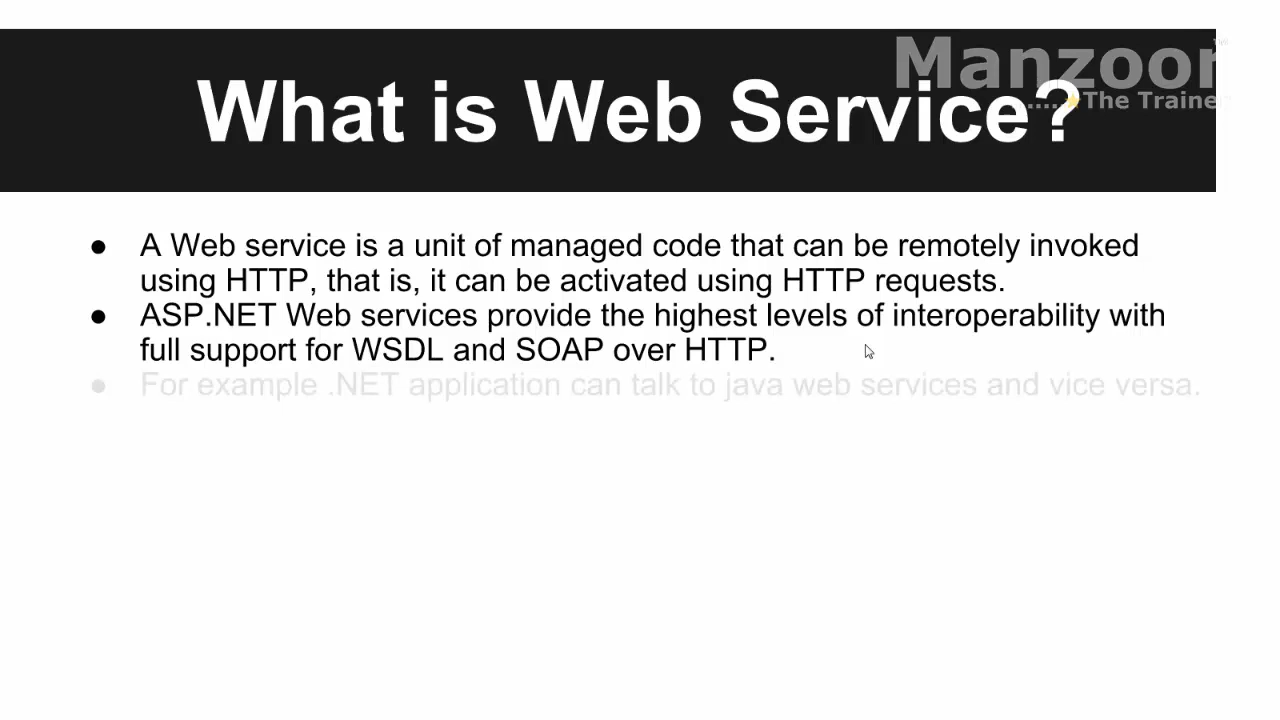 Manzoor
.....The Trainer
What is Web Service?
● A Web service is a unit of managed code that can be remotely invoked
using HTTP, that is, it can be activated using HTTP requests.
● ASP.NET Web services provide the highest levels of interoperability with
full support for WSDL and SOAP over HTTP.
● For example .NET application can talk to java web services and vice versa.